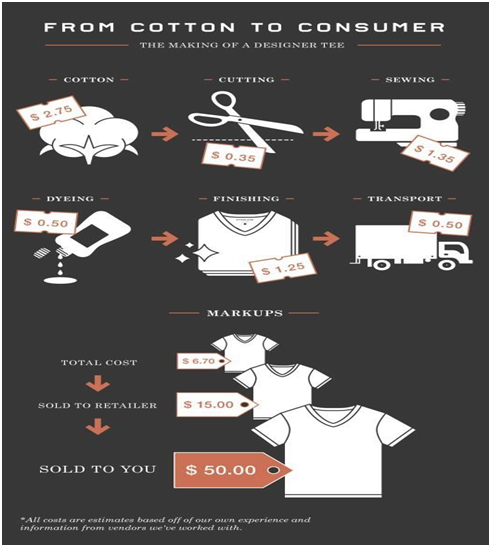 FROM COTTON TO CONSUMER
THE MAKING OF A DESIGNER TEE
COTTON
$ 2.75
CUTTING
$ 0.35
SEWING
$ 1.35
DYEING
$ 0.50
FINISHING
$ 1.25
TRANSPORT
$ 0.50
MARKUPS
TOTAL COST
$ 6.70
SOLD TO RETAILER
$ 15.00
SOLD TO YOU
$ 50.00
*All costs are estimates based off of our own experience and
information from vendors we've worked with.